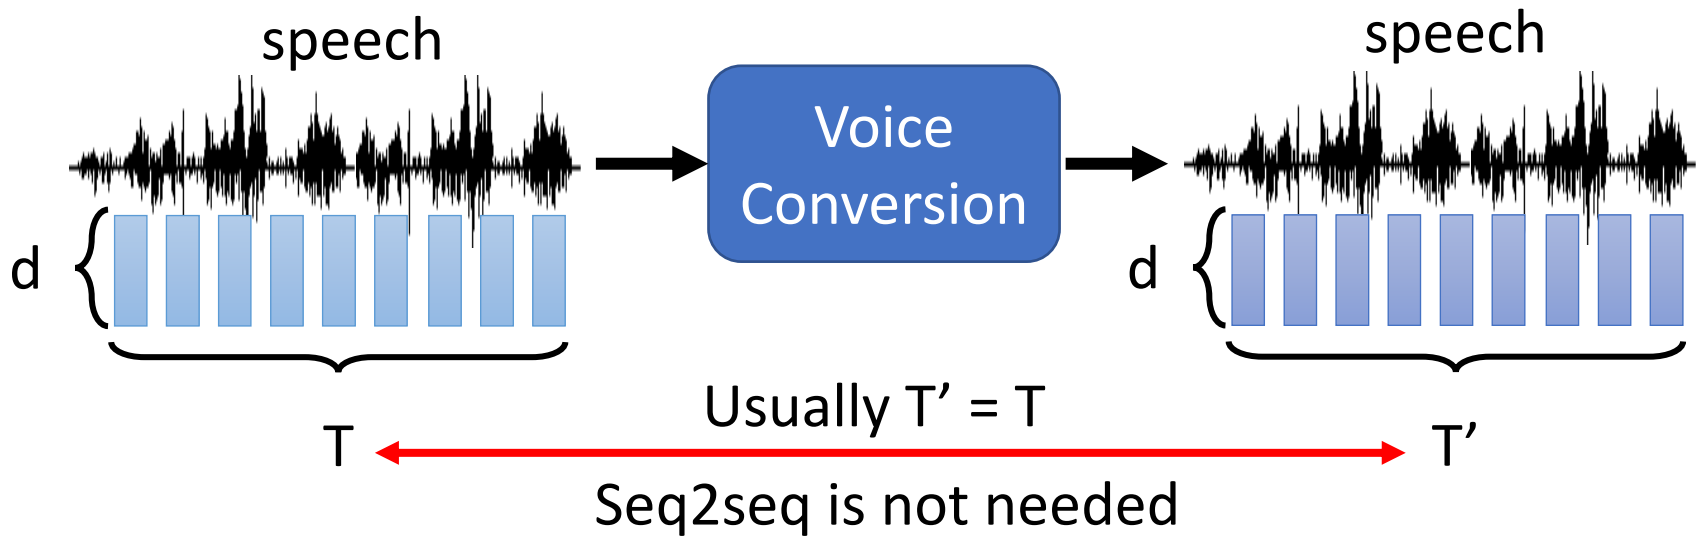 speech
speech
Voice
Conversion
d
d
Usually T’ = T
T
T’
Seq2seq is not needed